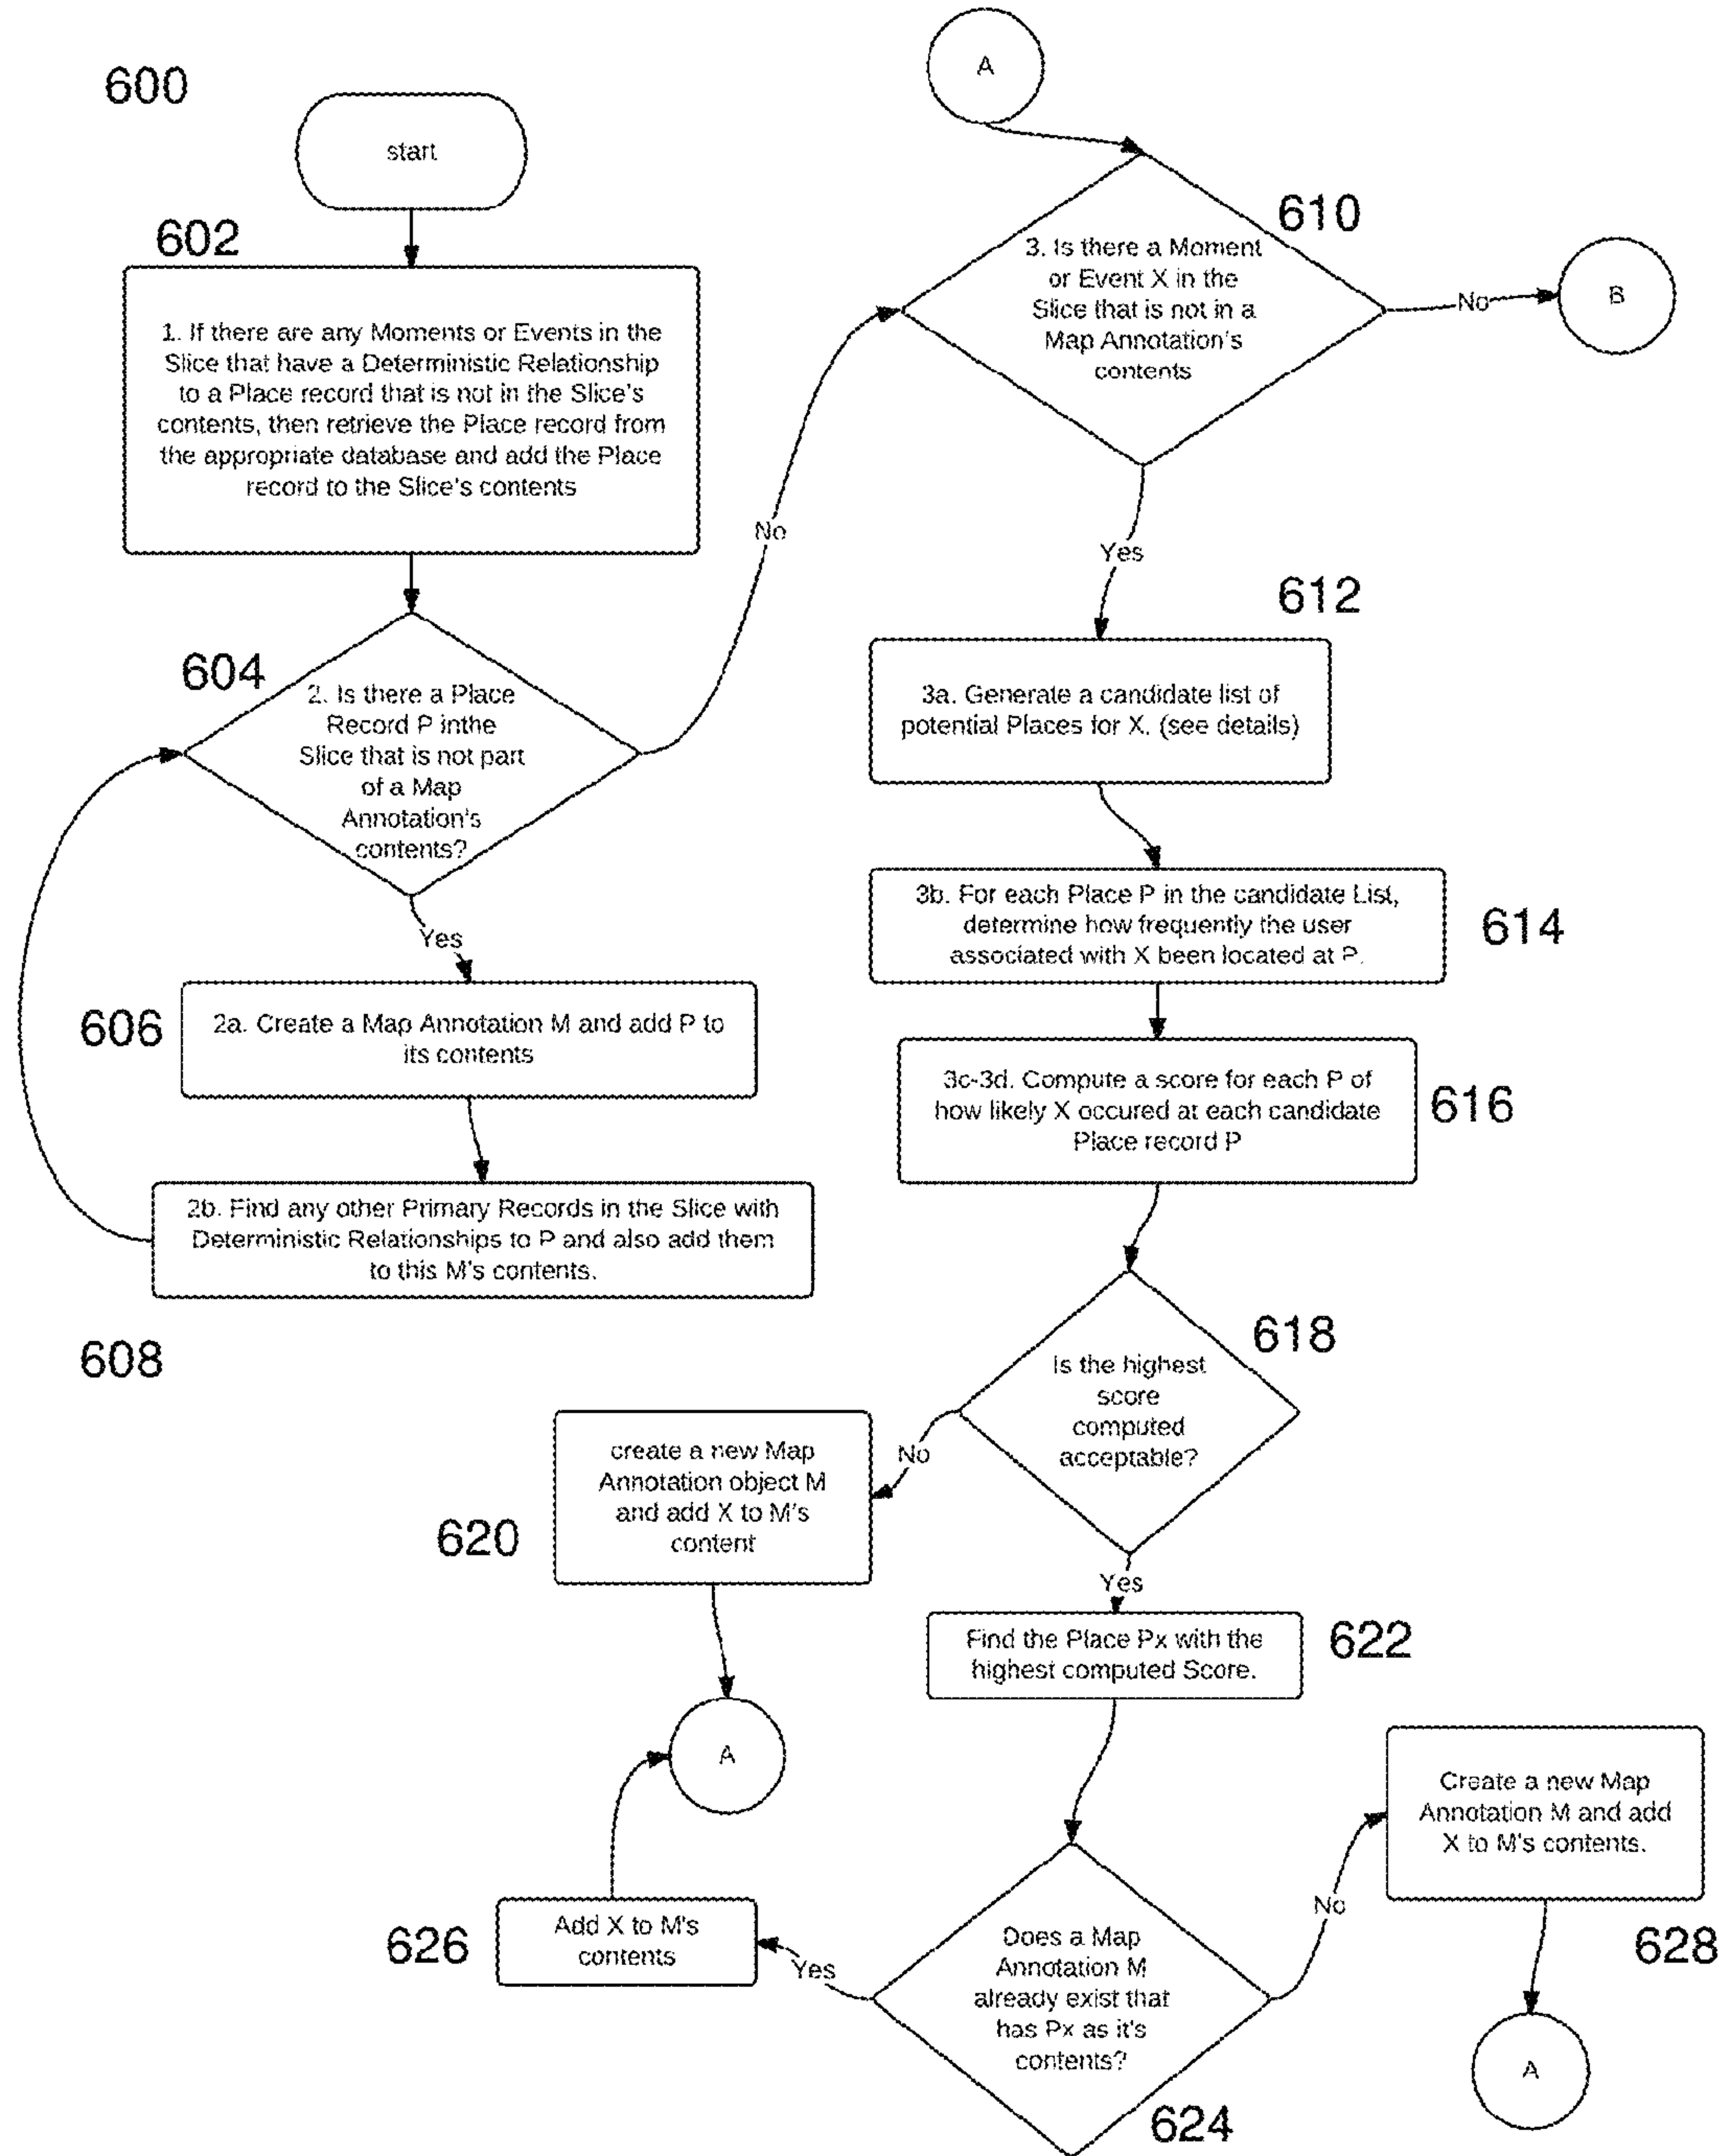 600
start
602
1. If there are any Moments or Events in the
Slice that have a Deterministic Relationship
to a Place record that is not in the Slice's
contents, then retrieve the Place record from
the appropriate database and add the Place
record to the Slice's contents
604
2. Is there a Place
Record P inthe
Slice that is not part
of a Map
Annotation's
contents?
No
Yes
606
2a. Create a Map Annotation M and add P to
its contents
2b. Find any other Primary Records in the Slice with
Deterministic Relationships to P and also add them
to this M's contents.
608
A
610
3. Is there a Moment
or Event X in the
Slice that is not in a
Map Annotation's
contents
No
B
Yes
612
3a. Generate a candidate list of
potential Places for X. (see details)
3b. For each Place P in the candidate List,
determine how frequently the user
associated with X been located at P.
614
3c-3d. Compute a score for each P of
how likely X occured at each candidate
Place record P
616
618
Is the highest
score
computed
acceptable?
No
create a new Map
Annotation object M
and add X to M's
content
620
Yes
Find the Place Px with the
highest computed Score.
622
A
Create a new Map
Annotation M and add
X to M's contents.
No
628
626
Add X to M's
contents
Yes
Does a Map
Annotation M
already exist that
has Px as it's
contents?
624
A